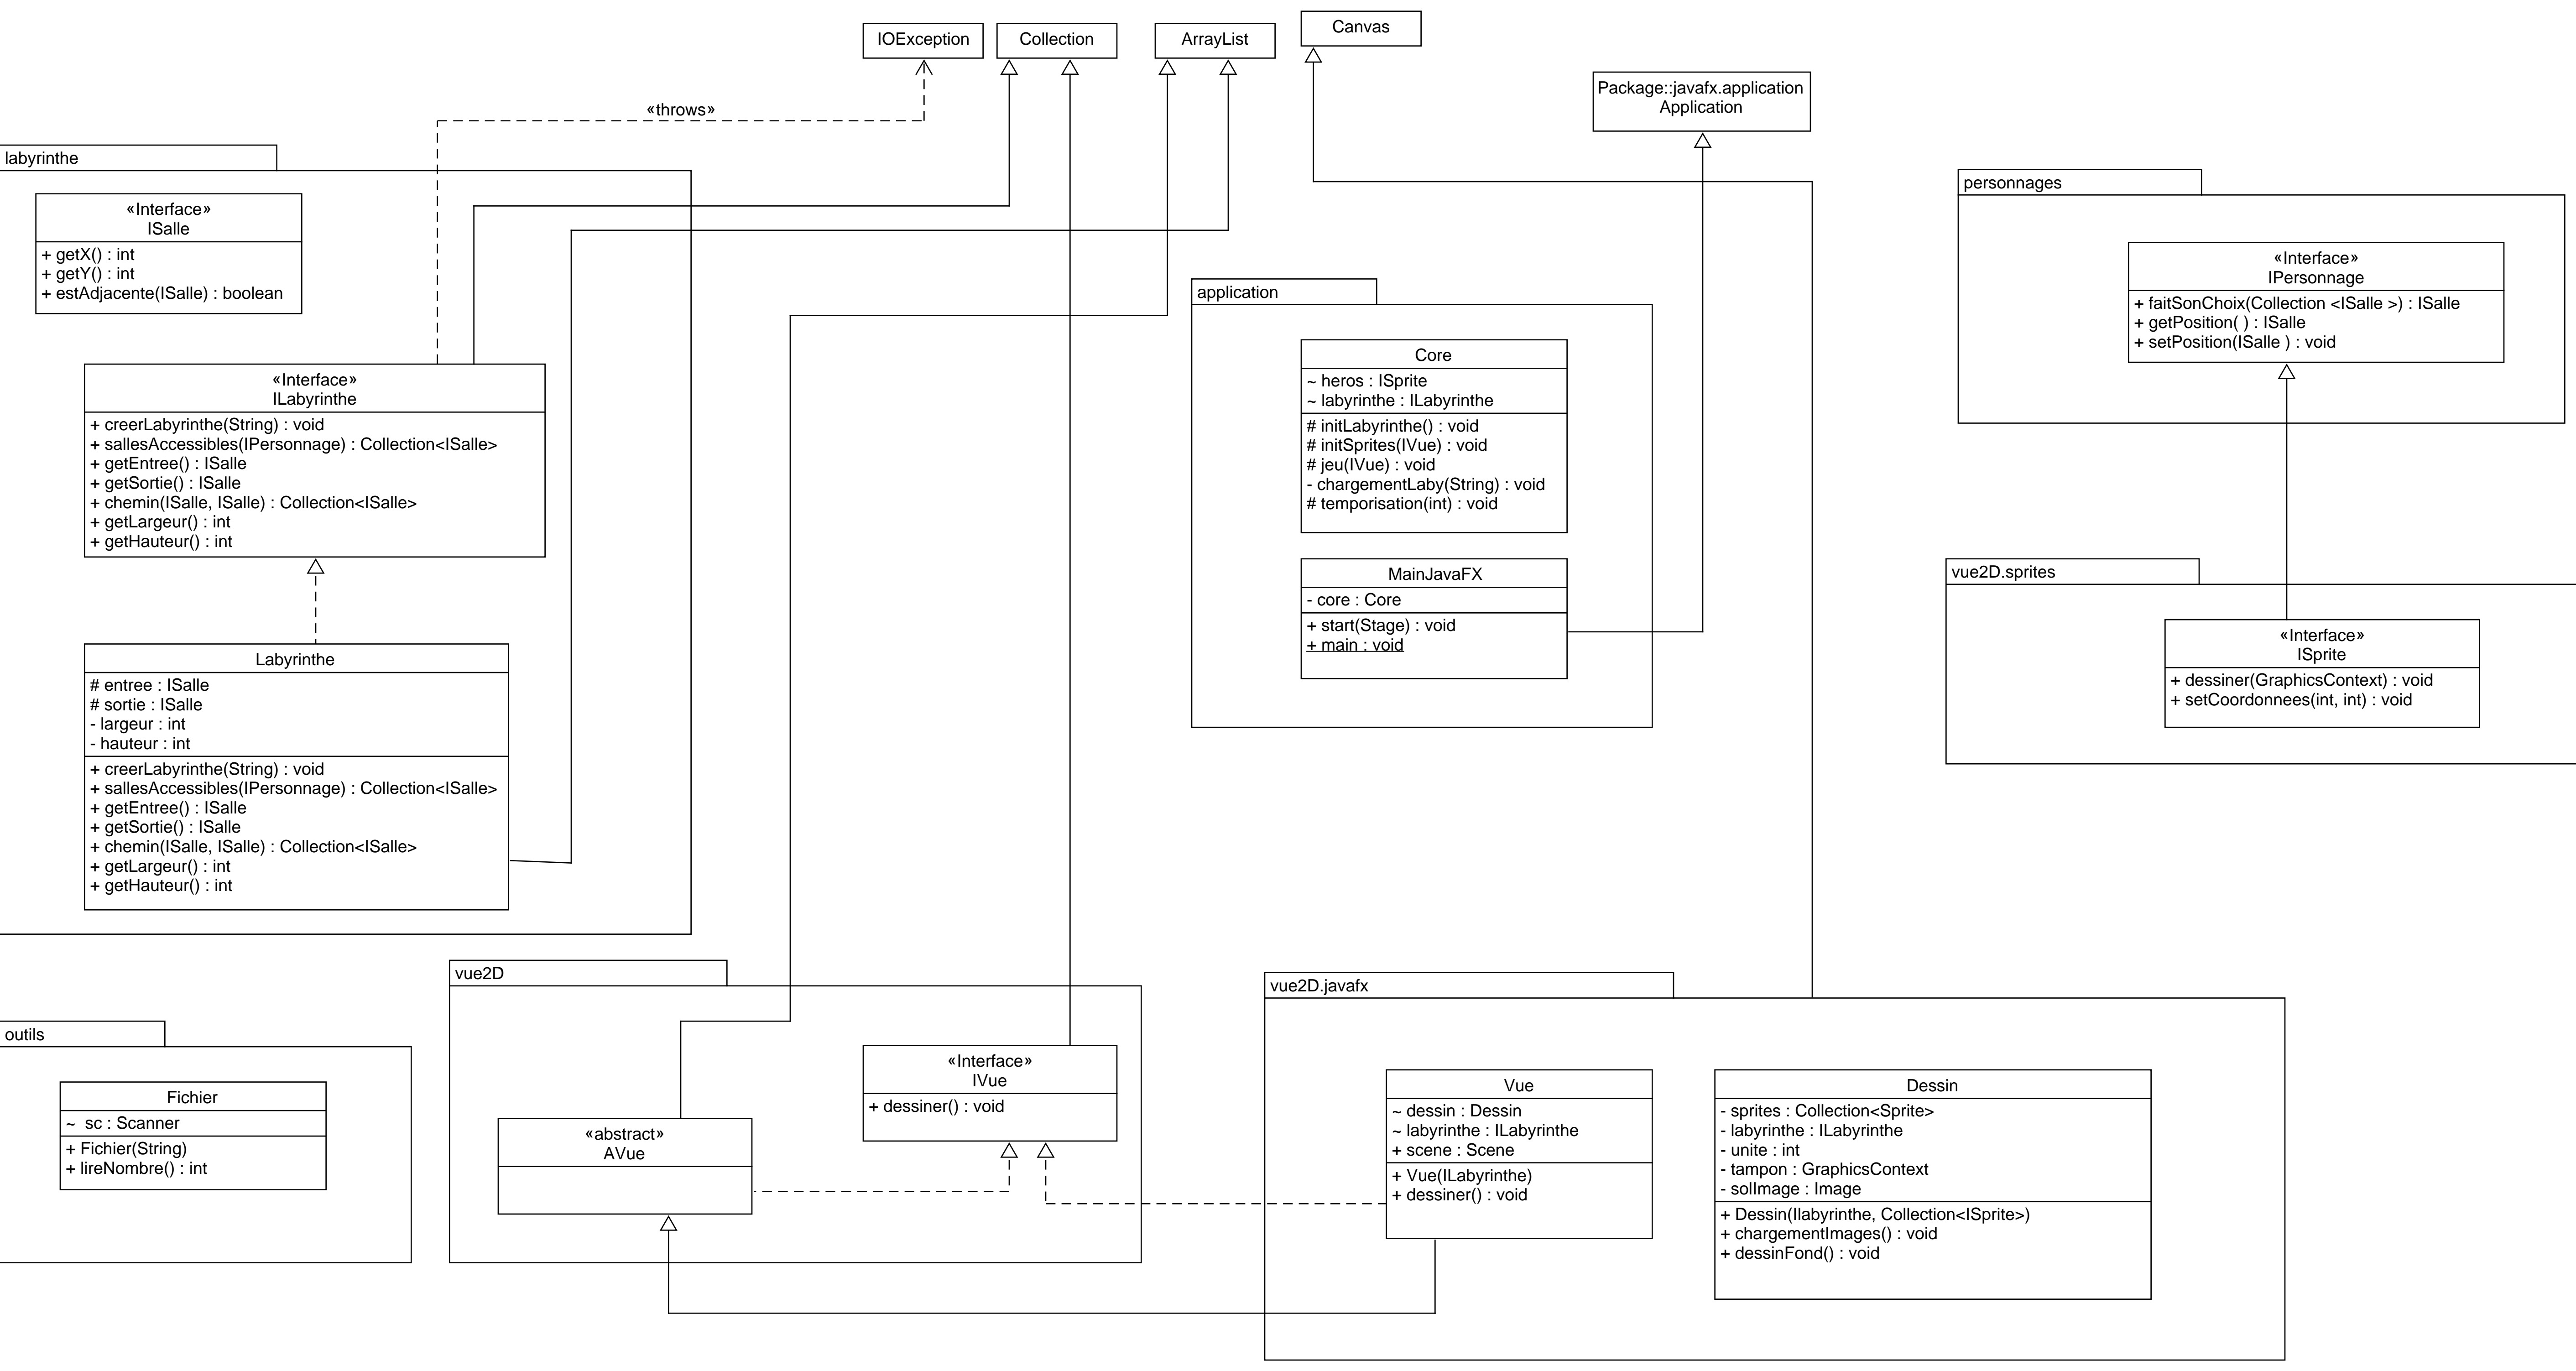 IOException
Collection
ArrayList
Canvas
Package::javafx.application
Application
«throws»
labyrinthe
«Interface»
ISalle
+ getX() : int
+ getY() : int
+ estAdjacente(ISalle) : boolean
«Interface»
ILabyrinthe
+ creerLabyrinthe(String) : void
+ sallesAccessibles(IPersonnage) : Collection<ISalle>
+ getEntree() : ISalle
+ getSortie() : ISalle
+ chemin(ISalle, ISalle) : Collection<ISalle>
+ getLargeur() : int
+ getHauteur() : int
Labyrinthe
# entree : ISalle
# sortie : ISalle
- largeur : int
- hauteur : int
+ creerLabyrinthe(String) : void
+ sallesAccessibles(IPersonnage) : Collection<ISalle>
+ getEntree() : ISalle
+ getSortie() : ISalle
+ chemin(ISalle, ISalle) : Collection<ISalle>
+ getLargeur() : int
+ getHauteur() : int
application
Core
~ heros : ISprite
~ labyrinthe : ILabyrinthe
# initLabyrinthe() : void
# initSprites(IVue) : void
# jeu(IVue) : void
- chargementLaby(String) : void
# temporisation(int) : void
MainJavaFX
- core : Core
+ start(Stage) : void
+ main : void
personnages
«Interface»
IPersonnage
+ faitSonChoix(Collection <ISalle >) : ISalle
+ getPosition( ) : ISalle
+ setPosition(ISalle ) : void
vue2D.sprites
«Interface»
ISprite
+ dessiner(GraphicsContext) : void
+ setCoordonnees(int, int) : void
outils
Fichier
~ sc : Scanner
+ Fichier(String)
+ lireNombre() : int
vue2D
«abstract»
AVue
«Interface»
IVue
+ dessiner() : void
vue2D.javafx
Vue
~ dessin : Dessin
~ labyrinthe : ILabyrinthe
+ scene : Scene
+ Vue(ILabyrinthe)
+ dessiner() : void
Dessin
- sprites : Collection<Sprite>
- labyrinthe : ILabyrinthe
- unite : int
- tampon : GraphicsContext
- solImage : Image
+ Dessin(Ilabyrinthe, Collection<ISprite>)
+ chargementImages() : void
+ dessinFond() : void